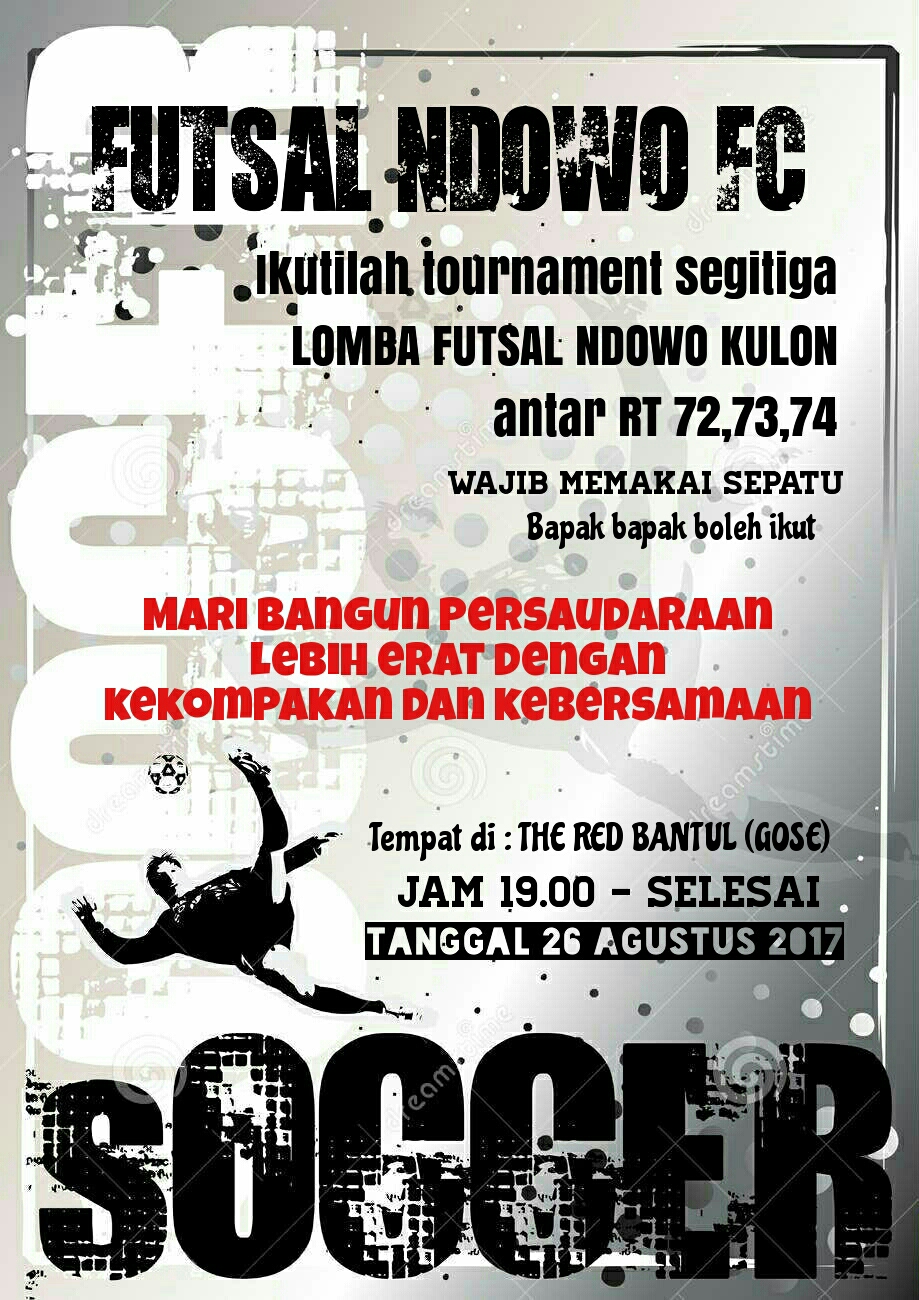 FUTSAL NDOWO FC
Ikutilah tournament segitiga
LOMBA FUTSAL NDOWO KULON
antar RT 72,73,74
WAJIB MEMAKAI SEPATU
Bapak bapak boleh ikut
MARI BANGUN PERSAUDARAAN
LEBIH ERAT DENGAN
KEKOMPAKAN DAN KEBERSAMAAN
Tempat di : THE RED BANTUL (GOSE)
JAM 19.00 - SELESAI
TANGGAL 26 AGUSTUS 2017
SOCCER
SOCCER
dreamstime